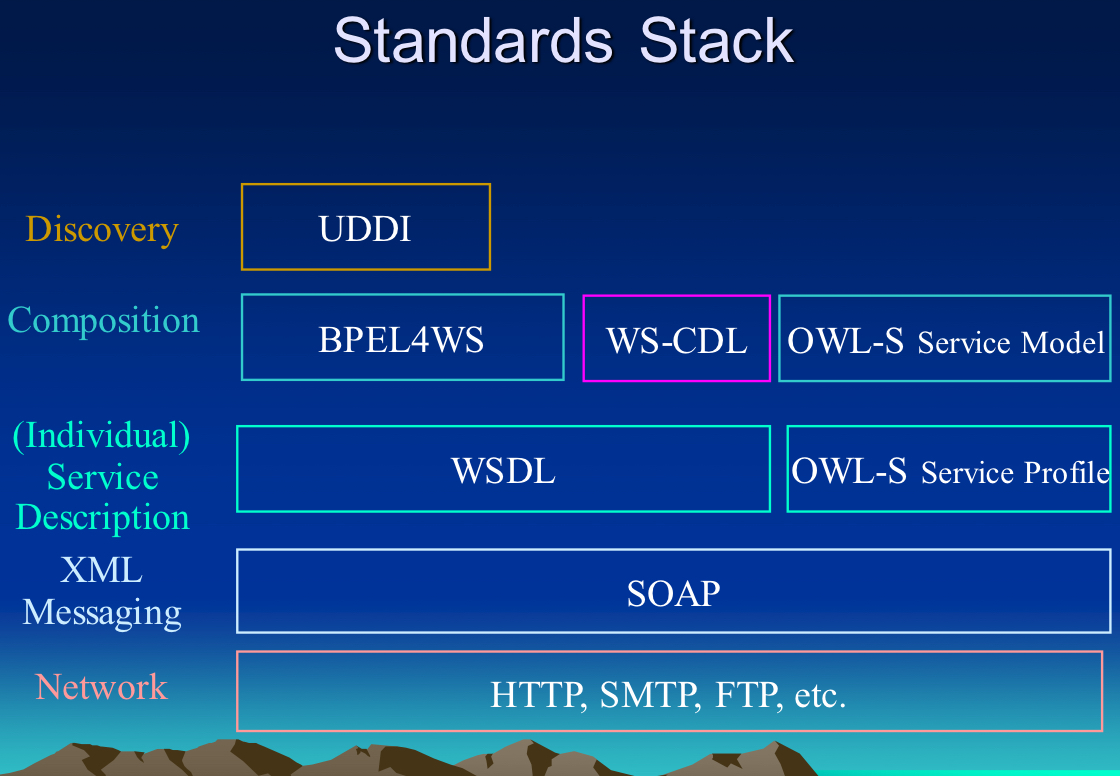 Standards Stack
Discovery
UDDI
Composition
BPEL4WS
WS-CDL
OWL-S Service Model
(Individual)
Service
Description
WSDL
OWL-S Service Profile
XML
Messaging
SOAP
Network
HTTP, SMTP, FTP, etc.